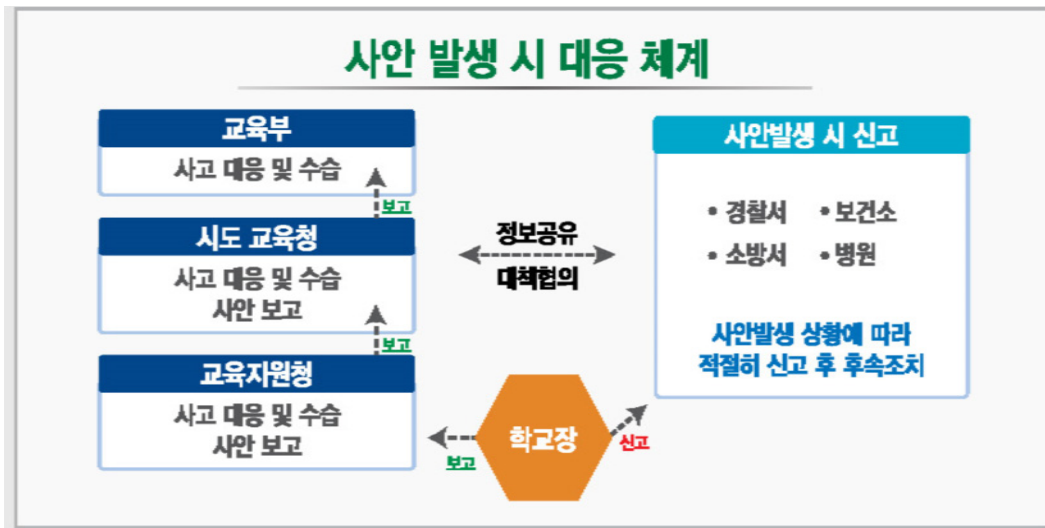 사안 발생 시 대응 체계
교육부
사고 대응 및 수습
보고
시도 교육청
사고 대응 및 수습
사안 보고
보고
교육지원청
사고 대응 및 수습
사안 보고
보고
학교장
신고
정보공유
대책협의
사안발생 시 신고
• 경찰서 • 보건소
• 소방서 • 병원
사안발생 상황에 따라
적절히 신고 후 후속조치